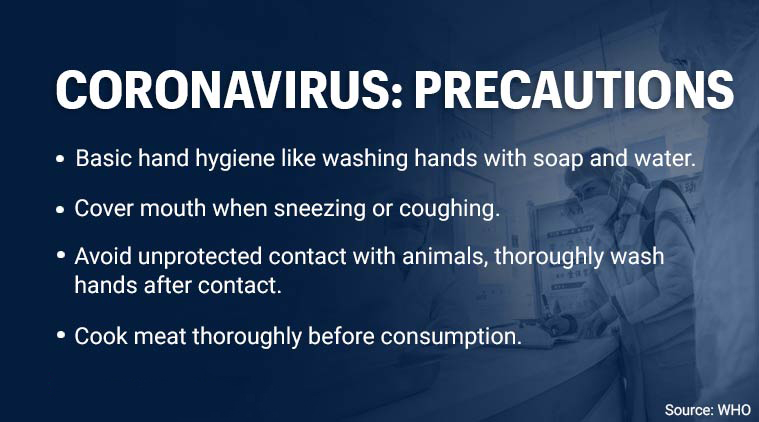 CORONAVIRUS: PRECAUTIONS
• Basic hand hygiene like washing hands with soap and water.
• Cover mouth when sneezing or coughing.
• Avoid unprotected contact with animals, thoroughly wash
hands after contact.
• Cook meat thoroughly before consumption.
Source: WHO